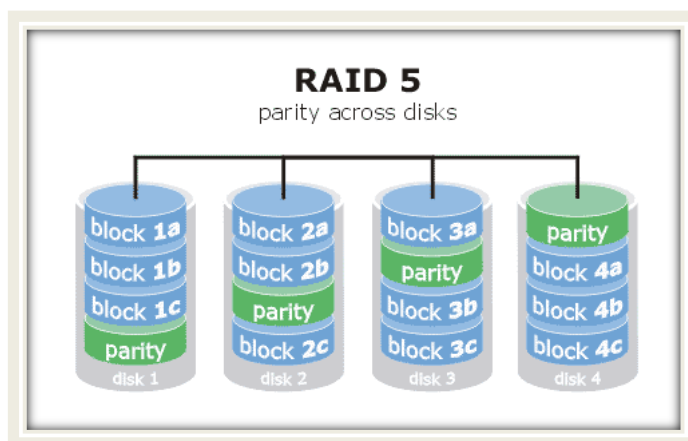 RAID 5
parity across disks
block 1a
block 1b
block 1c
parity
disk 1
block 2a
block 2b
parity
block 2c
disk 2
block 3a
parity
block 3b
block 3c
disk 3
parity
block 4a
block 4b
block 4c
disk 4